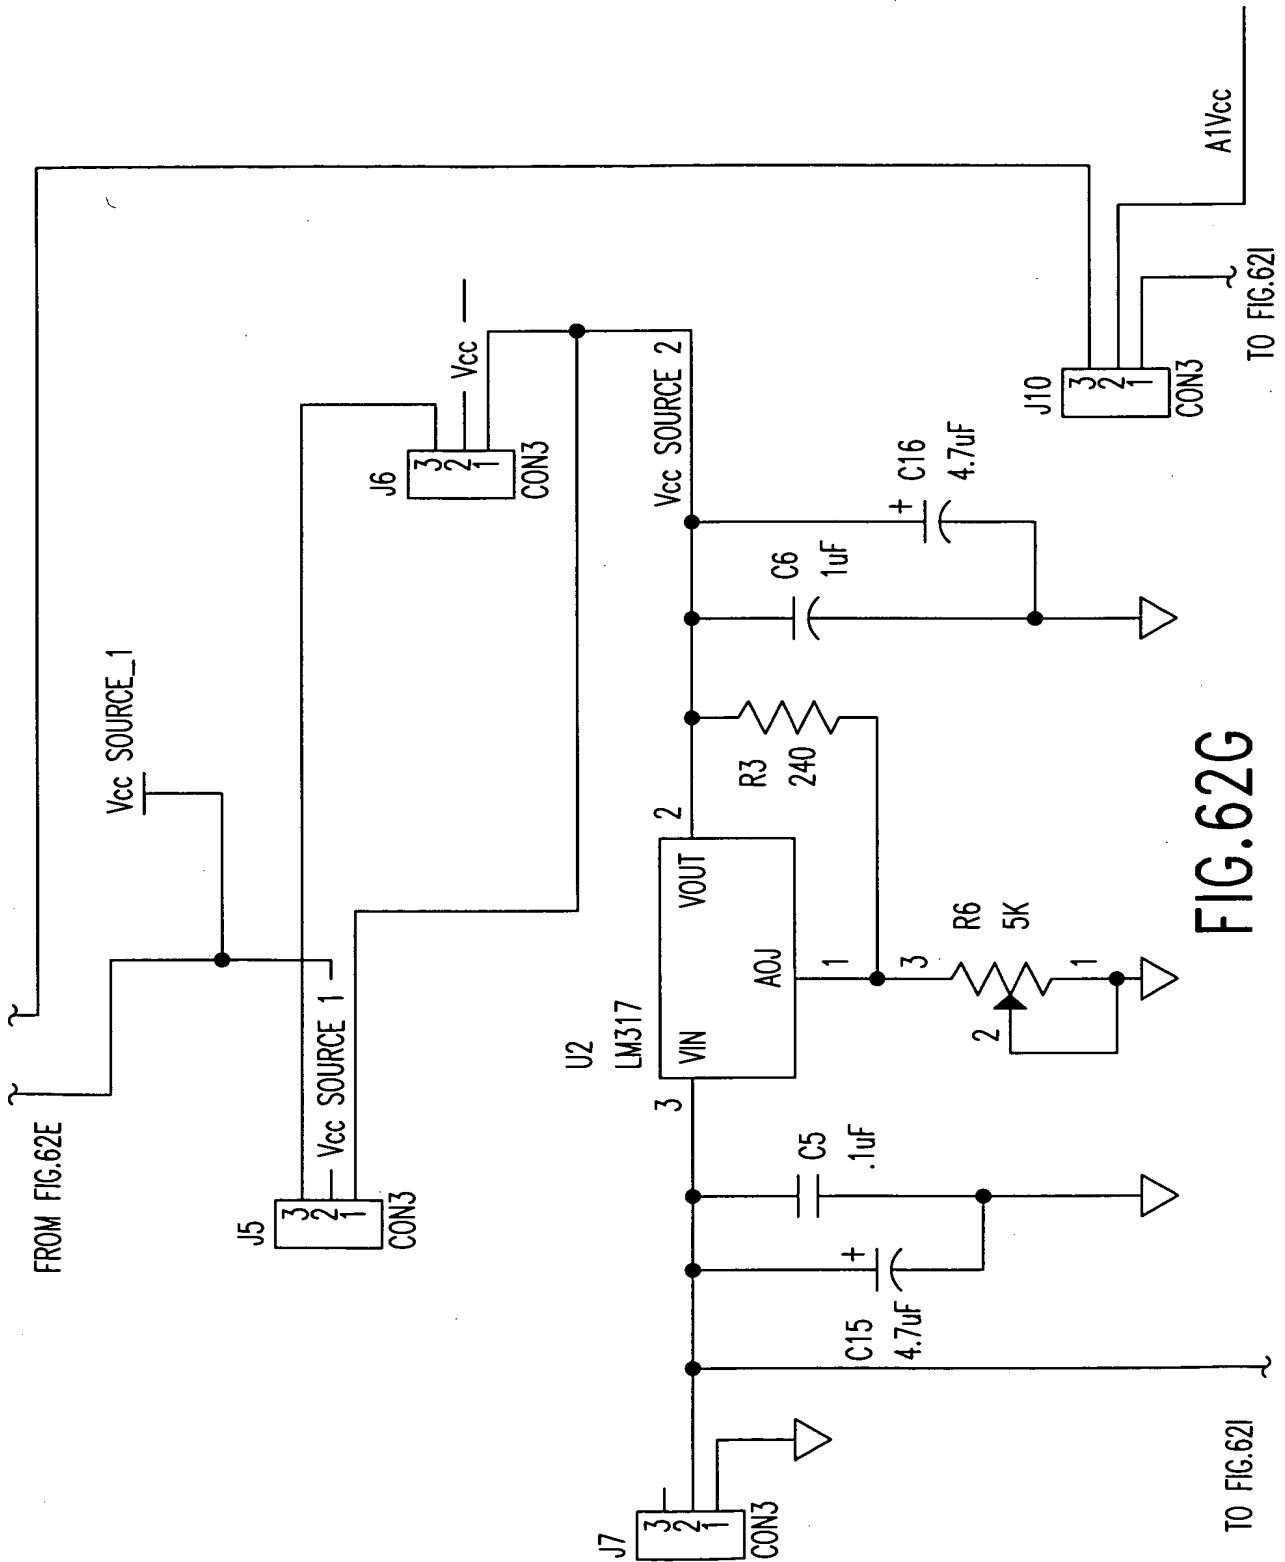 FROM FIG.62E
Vcc SOURCE_1
A1Vcc
J5
3
2
1
CON3
Vcc SOURCE 1
J6
3
2
1
CON3
Vcc
J10
3
2
1
CON3
TO FIG.62I
U2
LM317
VIN
VOUT
AOJ
3
2
1
Vcc SOURCE 2
R3
240
C6
1uF
+
C16
4.7uF
R6
5K
3
2
1
C5
.1uF
+
C15
4.7uF
J7
3
2
1
CON3
TO FIG.62I
FIG.62G